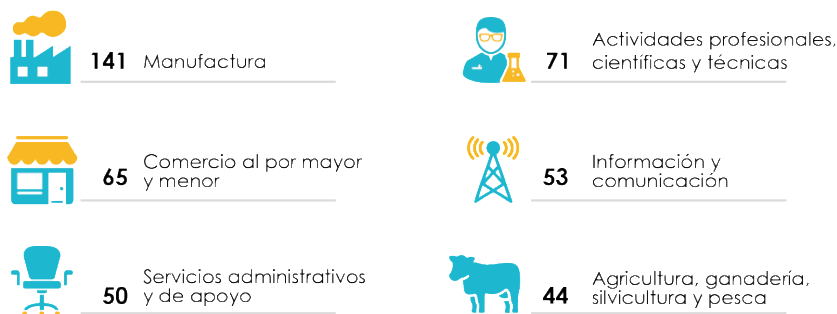 141 Manufactura
71 Actividades profesionales,
científicas y técnicas
65 Comercio al por mayor
y menor
53 Información y
comunicación
50 Servicios administrativos
y de apoyo
44 Agricultura, ganadería,
silvicultura y pesca